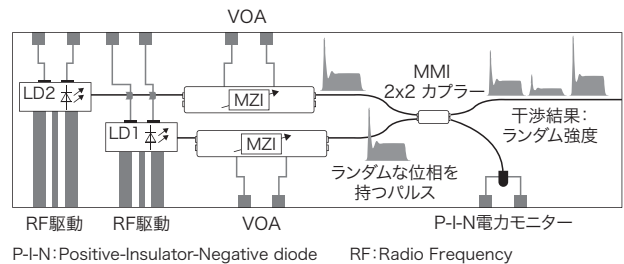 VOA
LD2
MZI
MMI
2x2 カプラー
干渉結果：
ランダム強度
LD1
MZI
ランダムな位相を
持つパルス
RF駆動
RF駆動
VOA
P-I-N電力モニター
P-I-N：Positive-Insulator-Negative diode RF：Radio Frequency